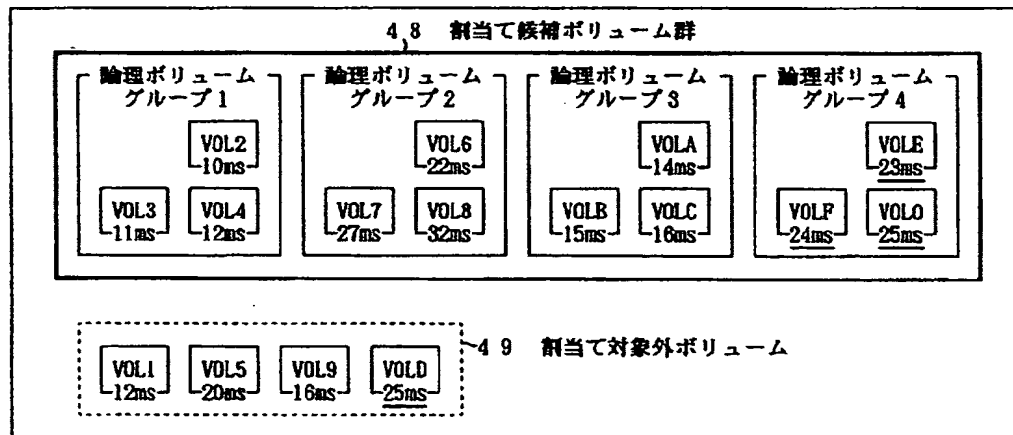 48 割当て候補ボリューム群
論理ボリューム
グループ1
VOL2
10ms
VOL3
11ms
VOL4
12ms
論理ボリューム
グループ2
VOL6
22ms
VOL7
27ms
VOL8
32ms
論理ボリューム
グループ3
VOLA
14ms
VOLB
15ms
VOLC
16ms
論理ボリューム
グループ4
VOLE
23ms
VOLF
24ms
VOLO
25ms
49 割当て対象外ボリューム
VOL1
12ms
VOL5
20ms
VOL9
16ms
VOLD
25ms